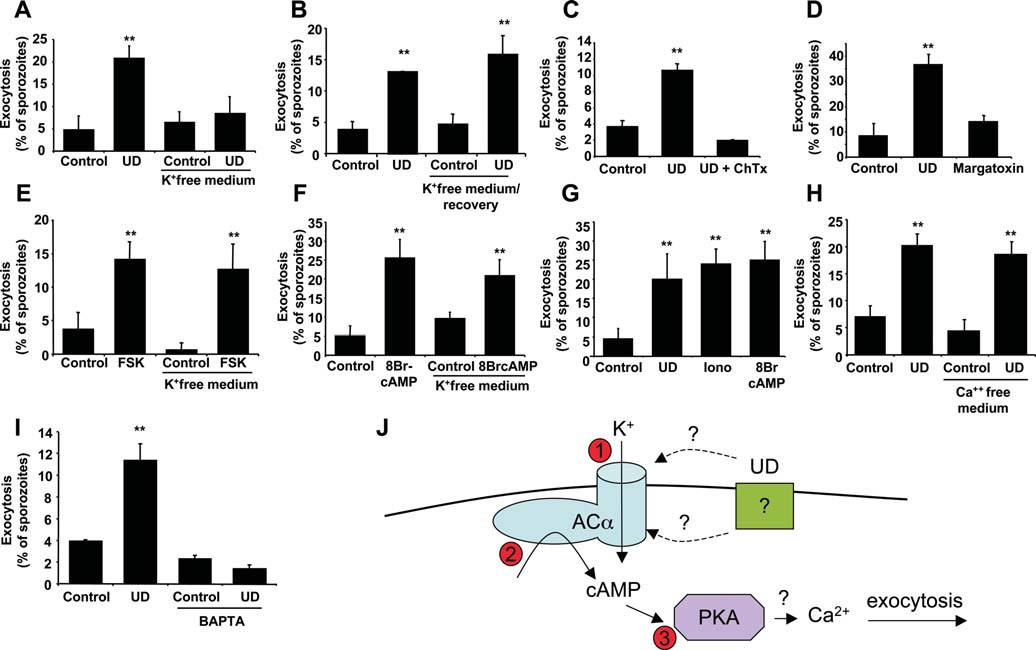 A
Exocytosis
(% of sporozoites)
25
20
15
10
5
0
**
Control UD Control UD
K+free medium
B
Exocytosis
(% of sporozoites)
20
15
10
5
0
**
**
Control UD Control UD
K+free medium/
recovery
C
Exocytosis
(% of sporozoites)
14
12
10
8
6
4
2
0
**
Control UD UD + ChTx
D
Exocytosis
(% of sporozoites)
40
30
20
10
0
**
Control UD Margatoxin
E
Exocytosis
(% of sporozoites)
20
15
10
5
0
**
**
Control FSK Control FSK
K+free medium
F
Exocytosis
(% of sporozoites)
35
30
25
20
15
10
5
0
**
**
Control 8Br- Control 8BrcAMP
cAMP K+free medium
G
Exocytosis
(% of sporozoites)
35
30
25
20
15
10
5
0
**
**
**
Control UD Iono 8Br
cAMP
H
Exocytosis
(% of sporozoites)
25
20
15
10
5
0
**
**
Control UD Control UD
Ca++ free
medium
I
Exocytosis
(% of sporozoites)
14
12
10
8
6
4
2
0
**
Control UD Control UD
BAPTA
J
K+
1
?
UD
?
ACα
?
2
cAMP
PKA
3
?
Ca2+
exocytosis